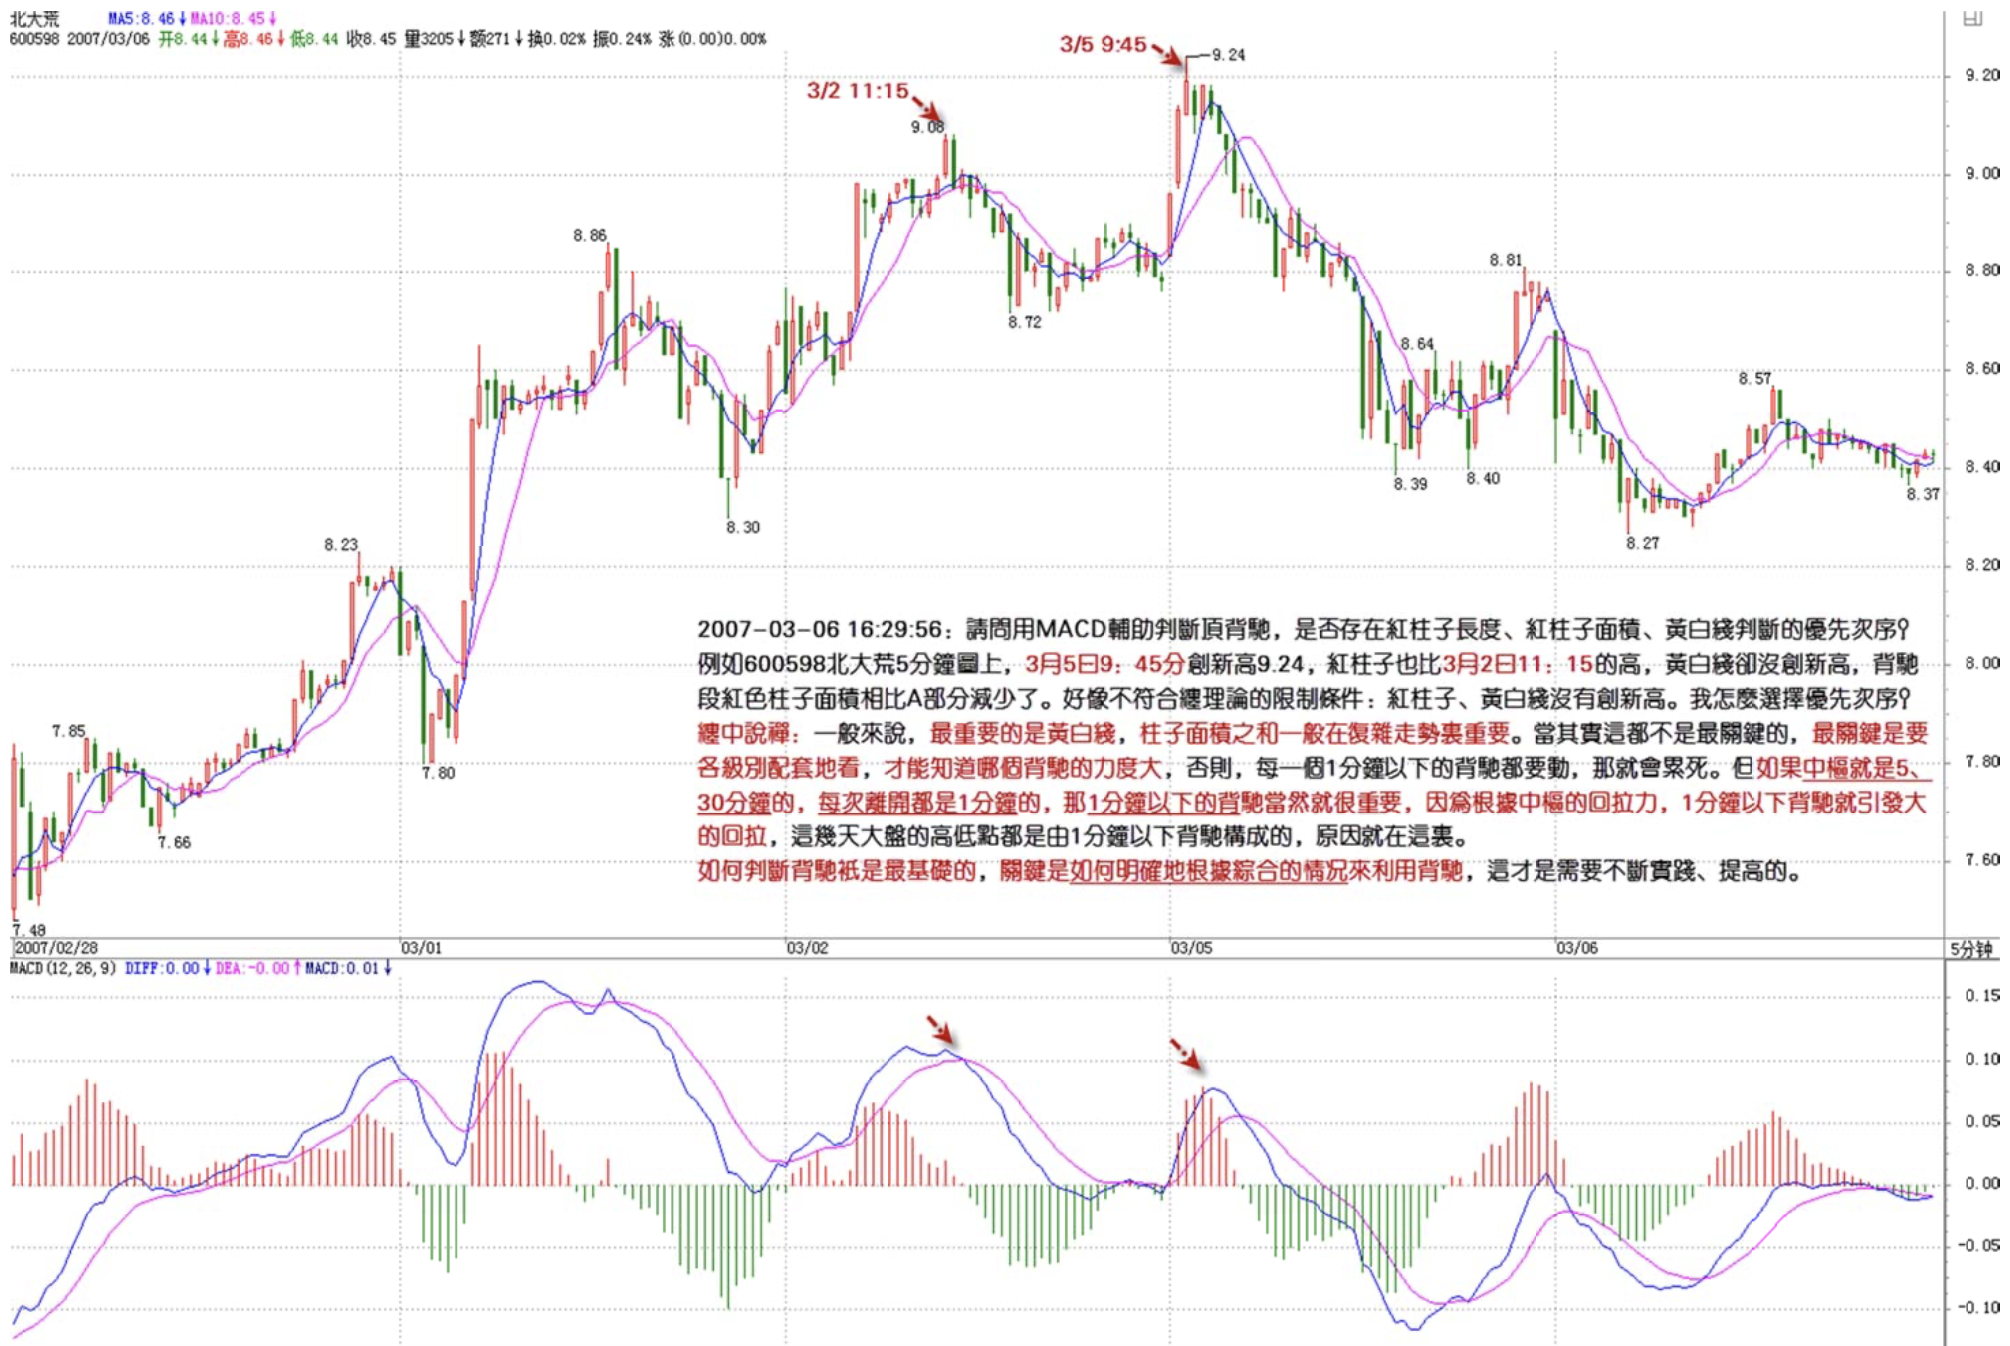 北大荒 MA5:8.46↓MA10:8.45↓
600598 2007/03/06 开8.44↓高8.46↓低8.44 收8.45 量3205↓额271↓换0.02% 振0.24% 涨(0.00)0.00%
3/5 9:45
9.24
9.20
3/2 11:15
9.08
9.00
8.86
8.80
8.81
8.72
8.64
8.60
8.57
8.39
8.40
8.40
8.37
8.30
8.27
8.23
8.20
2007-03-06 16:29:56：請問用MACD輔助判斷頂背馳，是否存在紅柱子長度、紅柱子面積、黃白綫判斷的優先次序？
例如600598北大荒5分鐘圖上，3月5日9：45分創新高9.24，紅柱子也比3月2日11：15的高，黃白綫卻沒創新高，背馳
段紅色柱子面積相比A部分減少了。好像不符合纏理論的限制條件：紅柱子、黃白綫沒有創新高。我怎麼選擇優先次序？
纏中說禪：一般來說，最重要的是黃白綫，柱子面積之和一般在復雜走勢裏重要。當其實這都不是最關鍵的，最關鍵是要
各級別配套地看，才能知道哪個背馳的力度大，否則，每一個1分鐘以下的背馳都要動，那就會累死。但如果中樞就是5、
30分鐘的，每次離開都是1分鐘的，那1分鐘以下的背馳當然就很重要，因爲根據中樞的回拉力，1分鐘以下背馳就引發大
的回拉，這幾天大盤的高低點都是由1分鐘以下背馳構成的，原因就在這裏。
如何判斷背馳衹是最基礎的，關鍵是如何明確地根據綜合的情況來利用背馳，這才是需要不斷實踐、提高的。
8.00
7.85
7.80
7.80
7.66
7.60
7.48
2007/02/28 03/01 03/02 03/05 03/06 5分钟
MACD(12,26,9) DIFF:0.00↓DEA:-0.00↑MACD:0.01↓
0.15
0.10
0.05
0.00
-0.05
-0.10